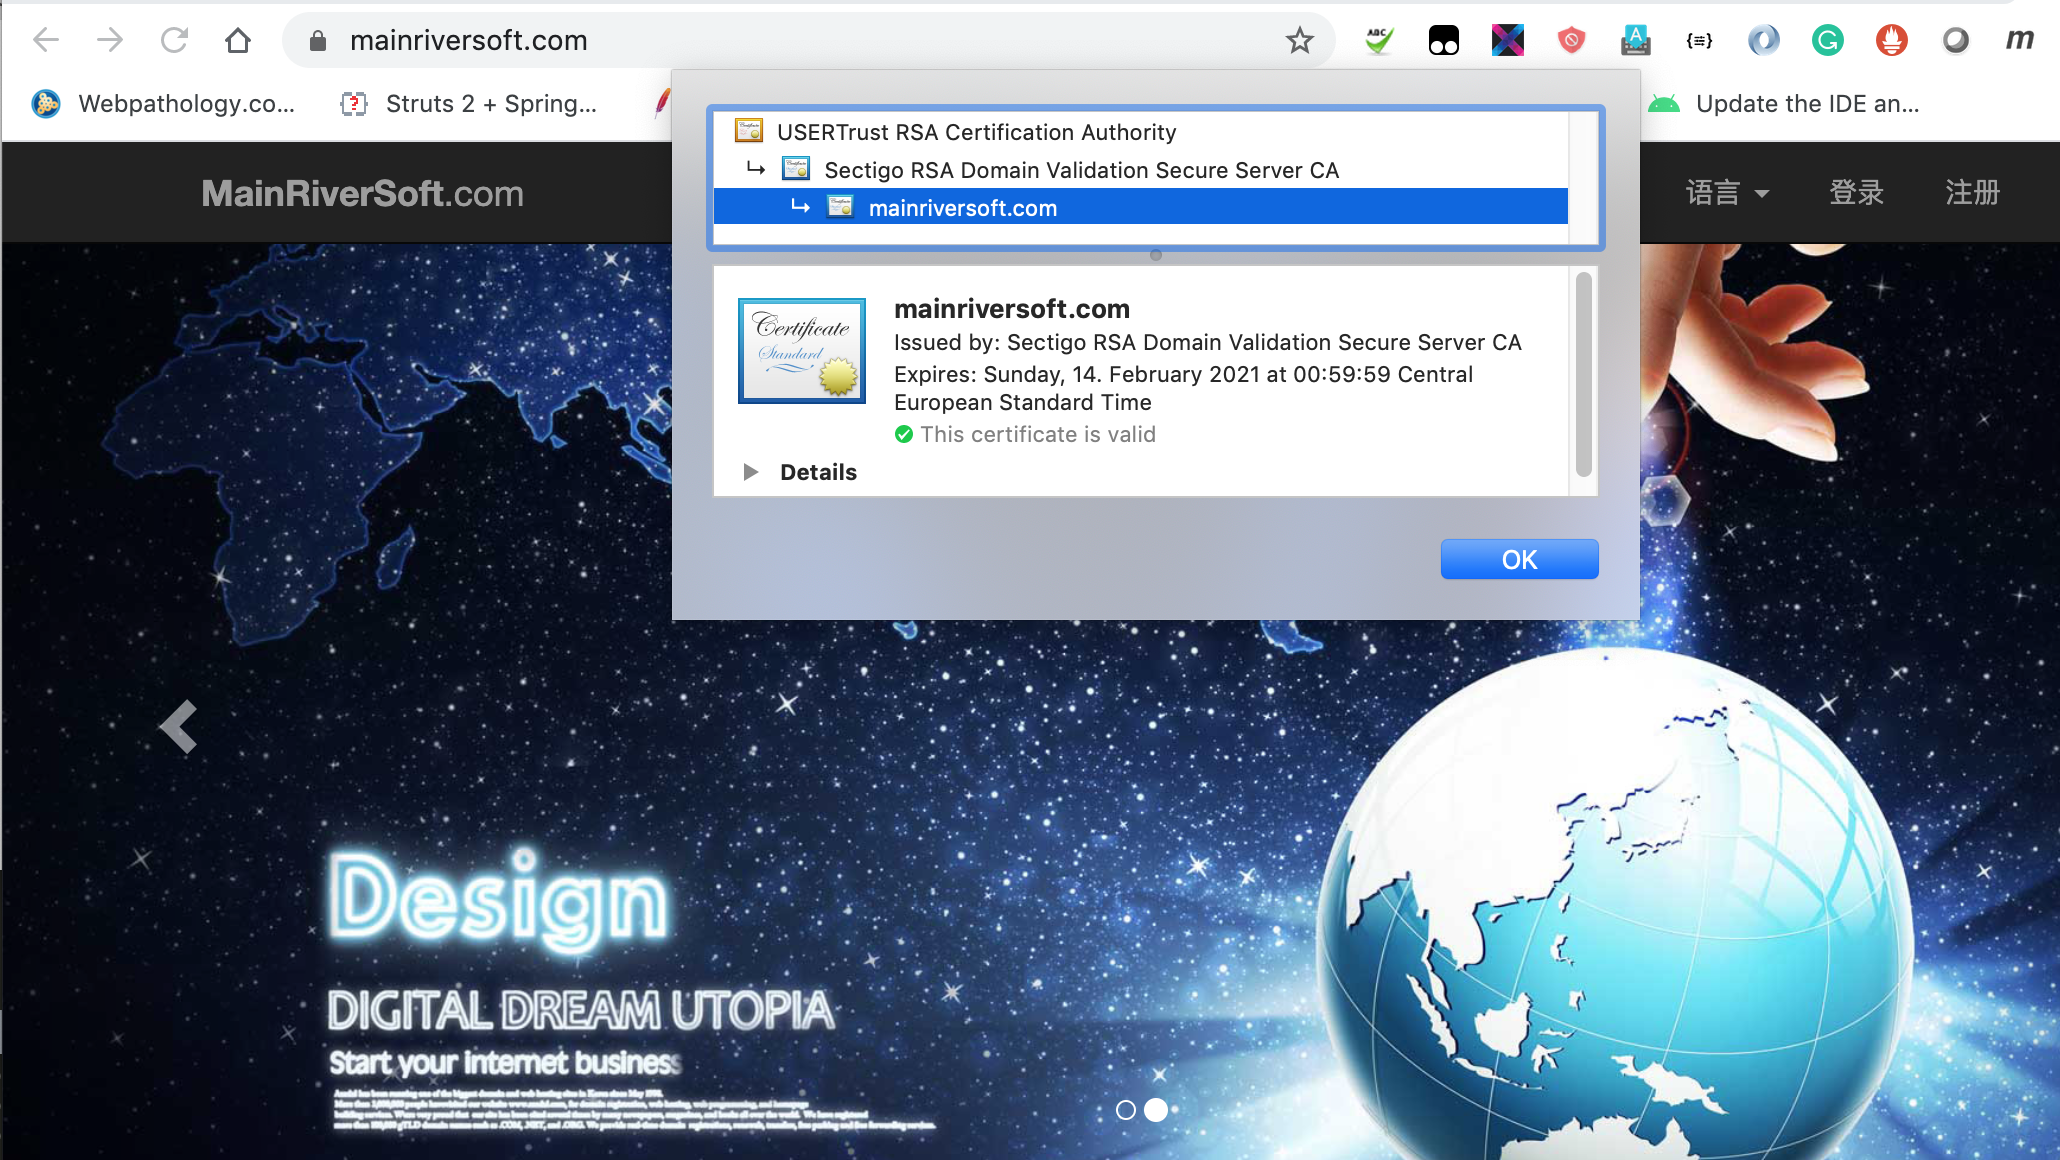 mainriversoft.com
ABC
A
G
m
Webpathology.co...
Struts 2 + Spring...
Update the IDE an...
MainRiverSoft.com
语言
登录
注册
USERTrust RSA Certification Authority
Sectigo RSA Domain Validation Secure Server CA
mainriversoft.com
Certificate
Standard
mainriversoft.com
Issued by: Sectigo RSA Domain Validation Secure Server CA
Expires: Sunday, 14. February 2021 at 00:59:59 Central
European Standard Time
This certificate is valid
Details
OK
Design
DIGITAL DREAM UTOPIA
Start your internet business